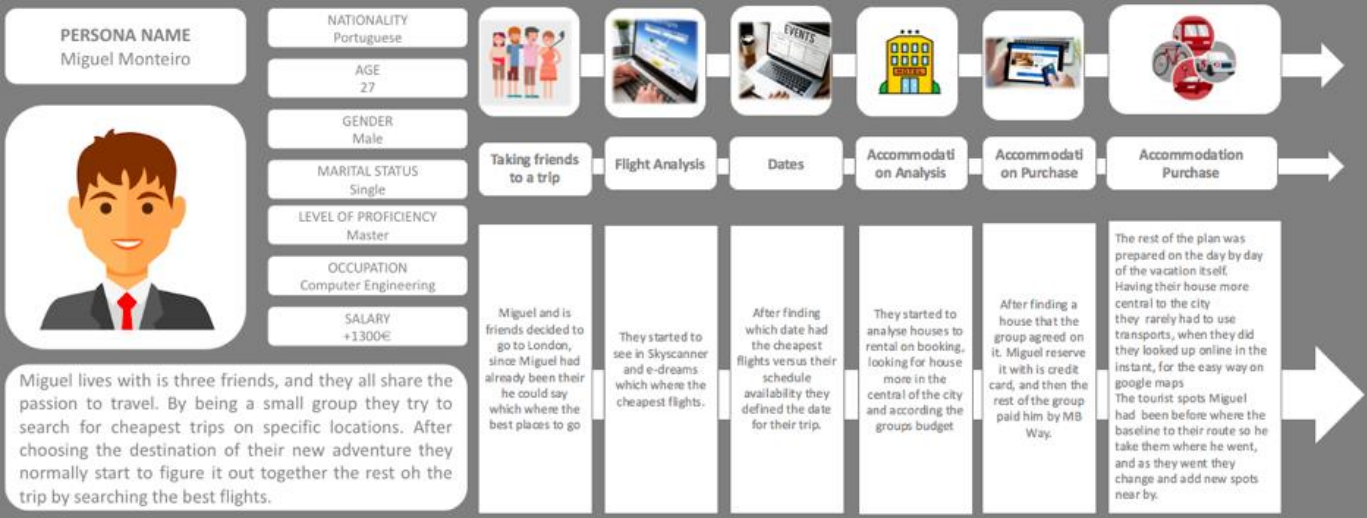 PERSONA NAME
Miguel Monteiro
NATIONALITY
Portuguese
AGE
27
GENDER
Male
MARITAL STATUS
Single
LEVEL OF PROFICIENCY
Master
OCCUPATION
Computer Engineering
SALARY
+1300€
Miguel lives with is three friends, and they all share the
passion to travel. By being a small group they try to
search for cheapest trips on specific locations. After
choosing the destination of their new adventure they
normally start to figure it out together the rest oh the
trip by searching the best flights.
EVENTS
HOTEL
Taking friends
to a trip
Flight Analysis
Dates
Accommodati
on Analysis
Accommodati
on Purchase
Accommodation
Purchase
Miguel and is
friends decided to
go to London,
since Miguel had
already been their
he could say
which where the
best places to go
They started to
see in Skyscanner
and e-dreams
which where the
cheapest flights.
After finding
which date had
the cheapest
flights versus their
schedule
availability they
defined the date
for their trip.
They started to
analyse houses to
rental on booking,
looking for house
more in the
central of the city
and according the
groups budget
After finding a
house that the
group agreed on
it. Miguel reserve
it with is credit
card, and then the
rest of the group
paid him by MB
Way.
The rest of the plan was
prepared on the day by day
of the vacation itself.
Having their house more
central to the city
they rarely had to use
transports, when they did
they looked up online in the
instant, for the easy way on
google maps
The tourist spots Miguel
had been before where the
baseline to their route so he
take them where he went,
and as they went they
change and add new spots
near by.